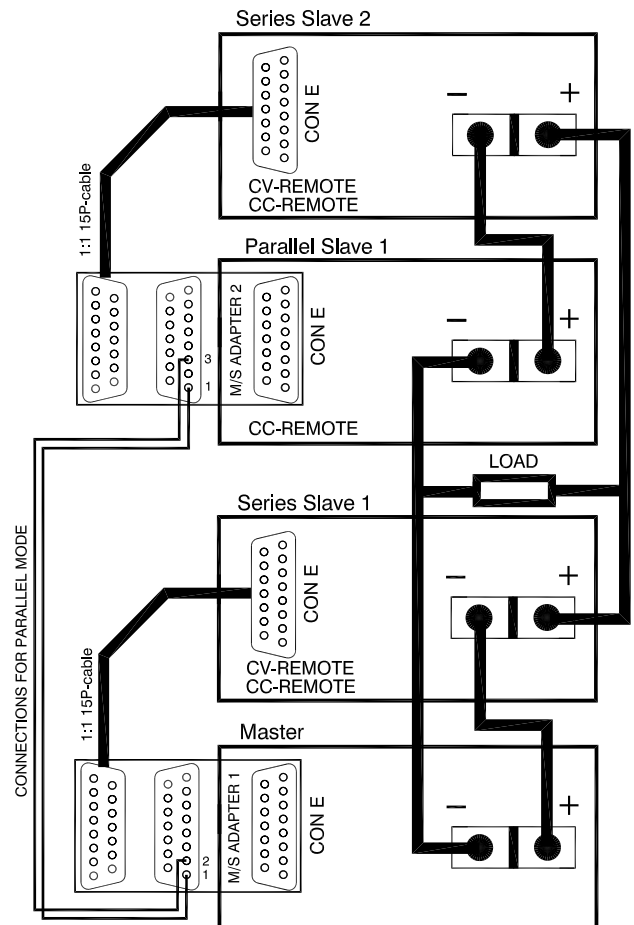 Series Slave 2
CON E
– +
1:1 15P-cable
CV-REMOTE
CC-REMOTE
Parallel Slave 1
M/S ADAPTER 2
CON E
– +
3
1
CC-REMOTE
LOAD
CONNECTIONS FOR PARALLEL MODE
Series Slave 1
CON E
– +
1:1 15P-cable
CV-REMOTE
CC-REMOTE
Master
M/S ADAPTER 1
CON E
– +
2
1